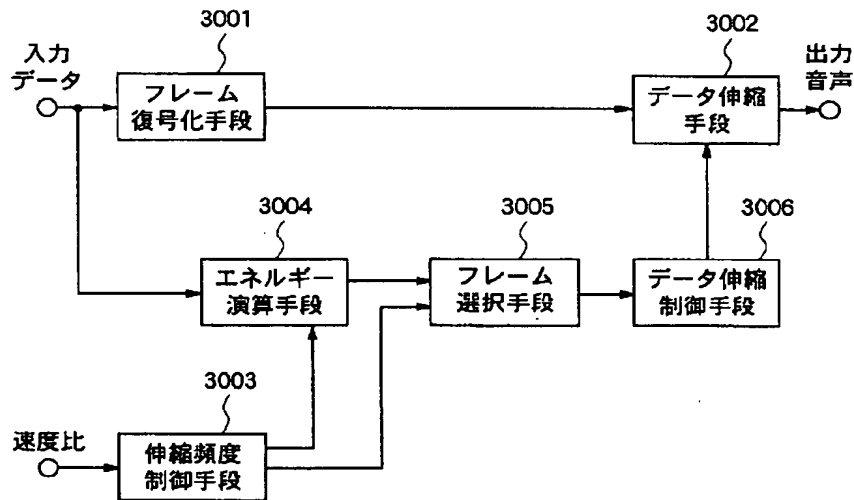 3001
3002
入力
データ
出力
音声
フレーム
復号化手段
データ伸縮
手段
3004
3005
3006
エネルギー
演算手段
フレーム
選択手段
データ伸縮
制御手段
3003
速度比
伸縮頻度
制御手段